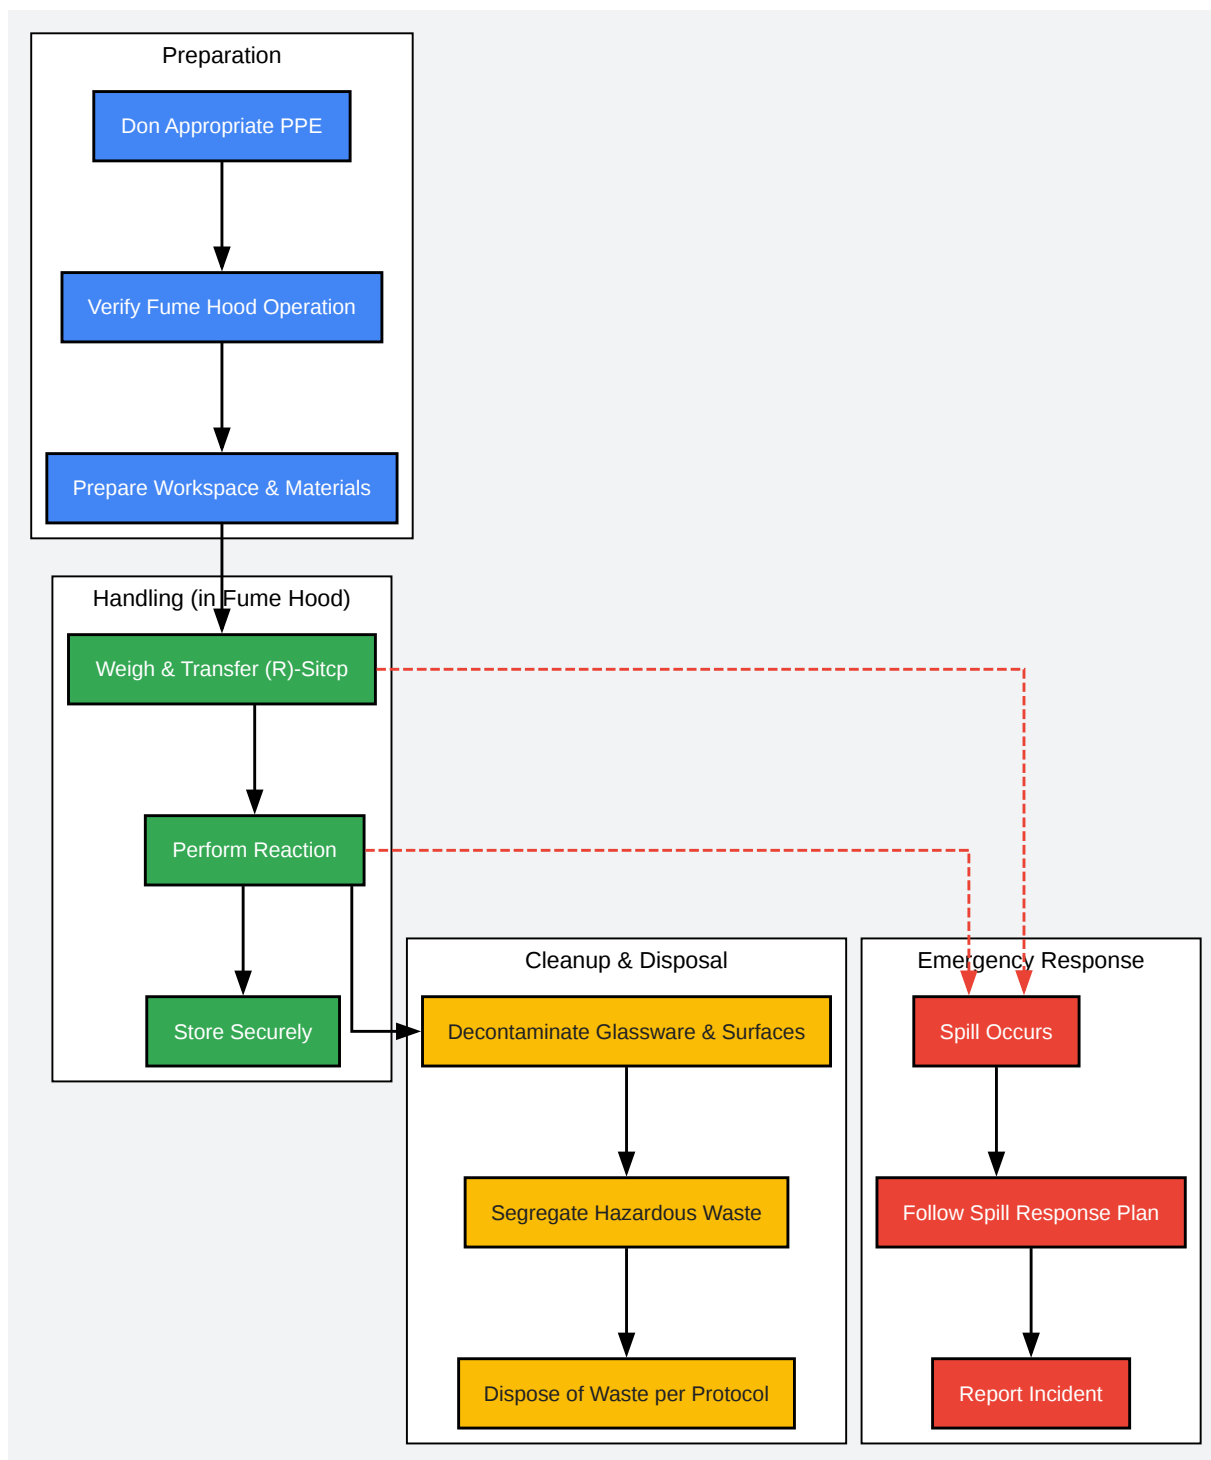 Preparation
Don Appropriate PPE
Verify Fume Hood Operation
Prepare Workspace & Materials
Handling (in Fume Hood)
Weigh & Transfer (R)-Sitcp
Perform Reaction
Store Securely
Cleanup & Disposal
Decontaminate Glassware & Surfaces
Segregate Hazardous Waste
Dispose of Waste per Protocol
Emergency Response
Spill Occurs
Follow Spill Response Plan
Report Incident